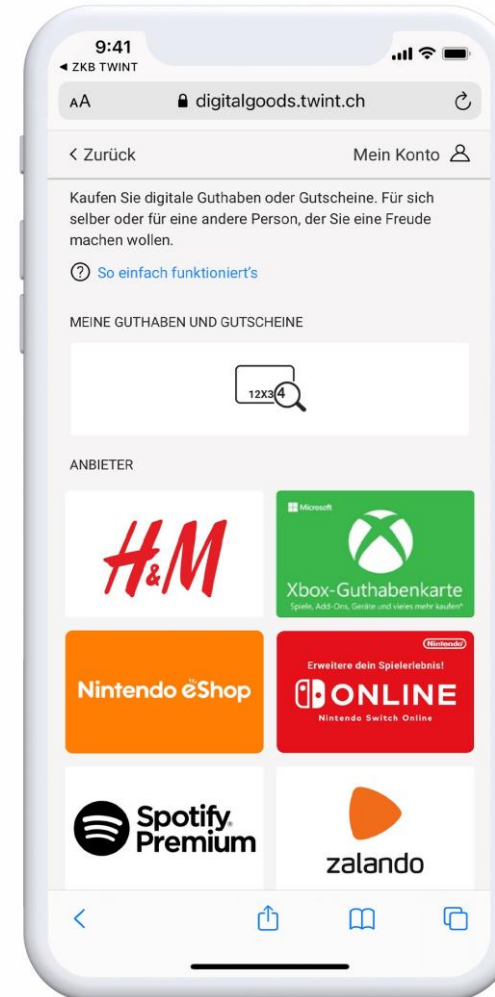 9:41
◄ ZKB TWINT
AA digitalgoods.twint.ch
< Zurück Mein Konto
Kaufen Sie digitale Guthaben oder Gutscheine. Für sich
selber oder für eine andere Person, der Sie eine Freude
machen wollen.
? So einfach funktioniert's
MEINE GUTHABEN UND GUTSCHEINE
12X34
ANBIETER
H&M
Microsoft
Xbox-Guthabenkarte
Spiele, Add-Ons, Geräte und vieles mehr kaufen*
Nintendo eShop
Nintendo
Erweitere dein Spielerlebnis!
ONLINE
Nintendo Switch Online
Spotify
Premium
zalando